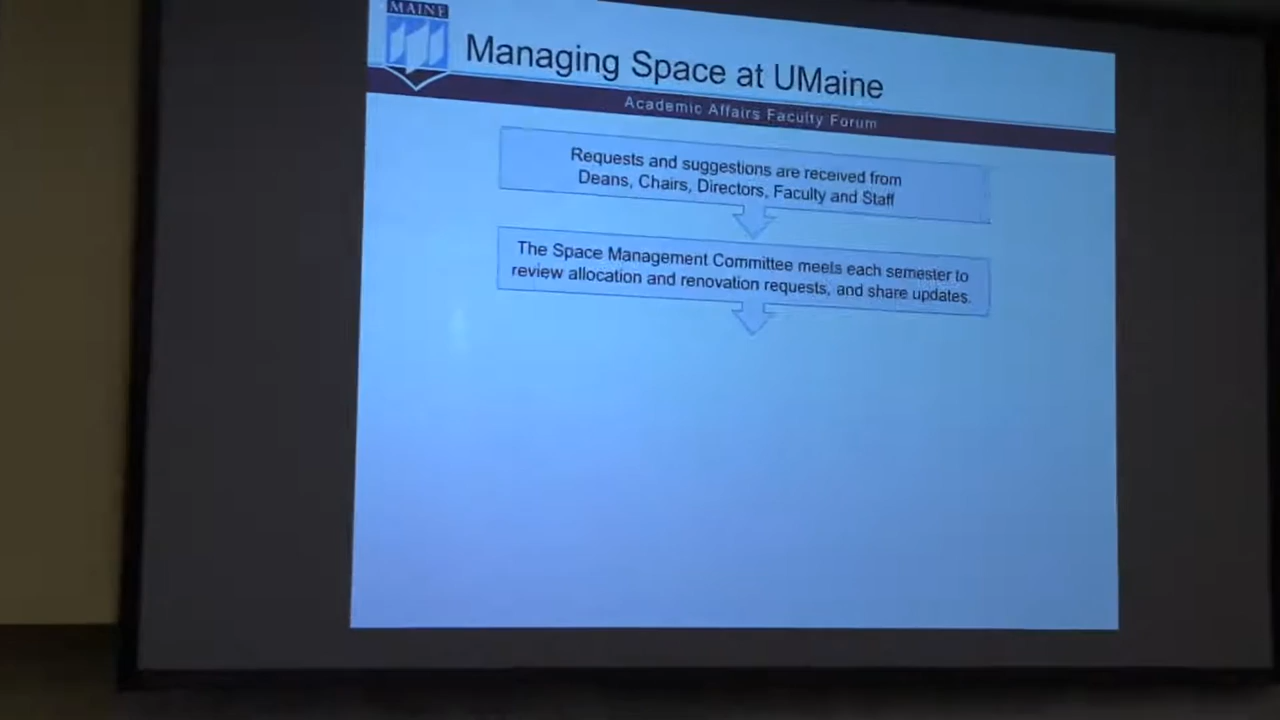 MAINE
Managing Space at UMaine
Academic Affairs Faculty Forum
Requests and suggestions are received from
Deans, Chairs, Directors, Faculty and Staff
The Space Management Committee meets each semester to
review allocation and renovation requests, and share updates.